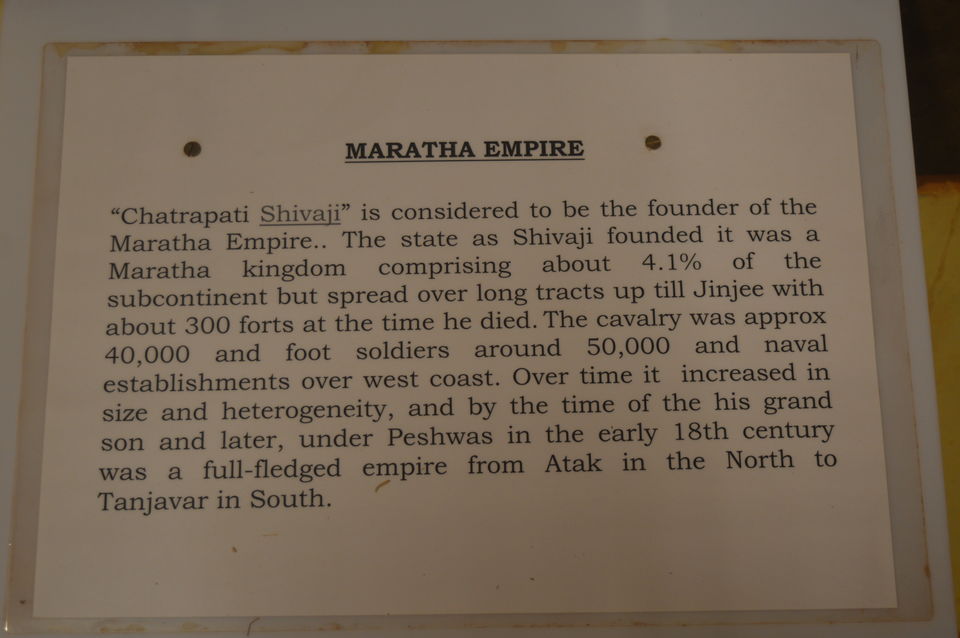 MARATHA EMPIRE
“Chatrapati Shivaji” is considered to be the founder of the
Maratha Empire.. The state as Shivaji founded it was a
Maratha kingdom comprising about 4.1% of the
subcontinent but spread over long tracts up till Jinjee with
about 300 forts at the time he died. The cavalry was approx
40,000 and foot soldiers around 50,000 and naval
establishments over west coast. Over time it increased in
size and heterogeneity, and by the time of the his grand
son and later, under Peshwas in the early 18th century
was a full-fledged empire from Atak in the North to
Tanjavar in South.